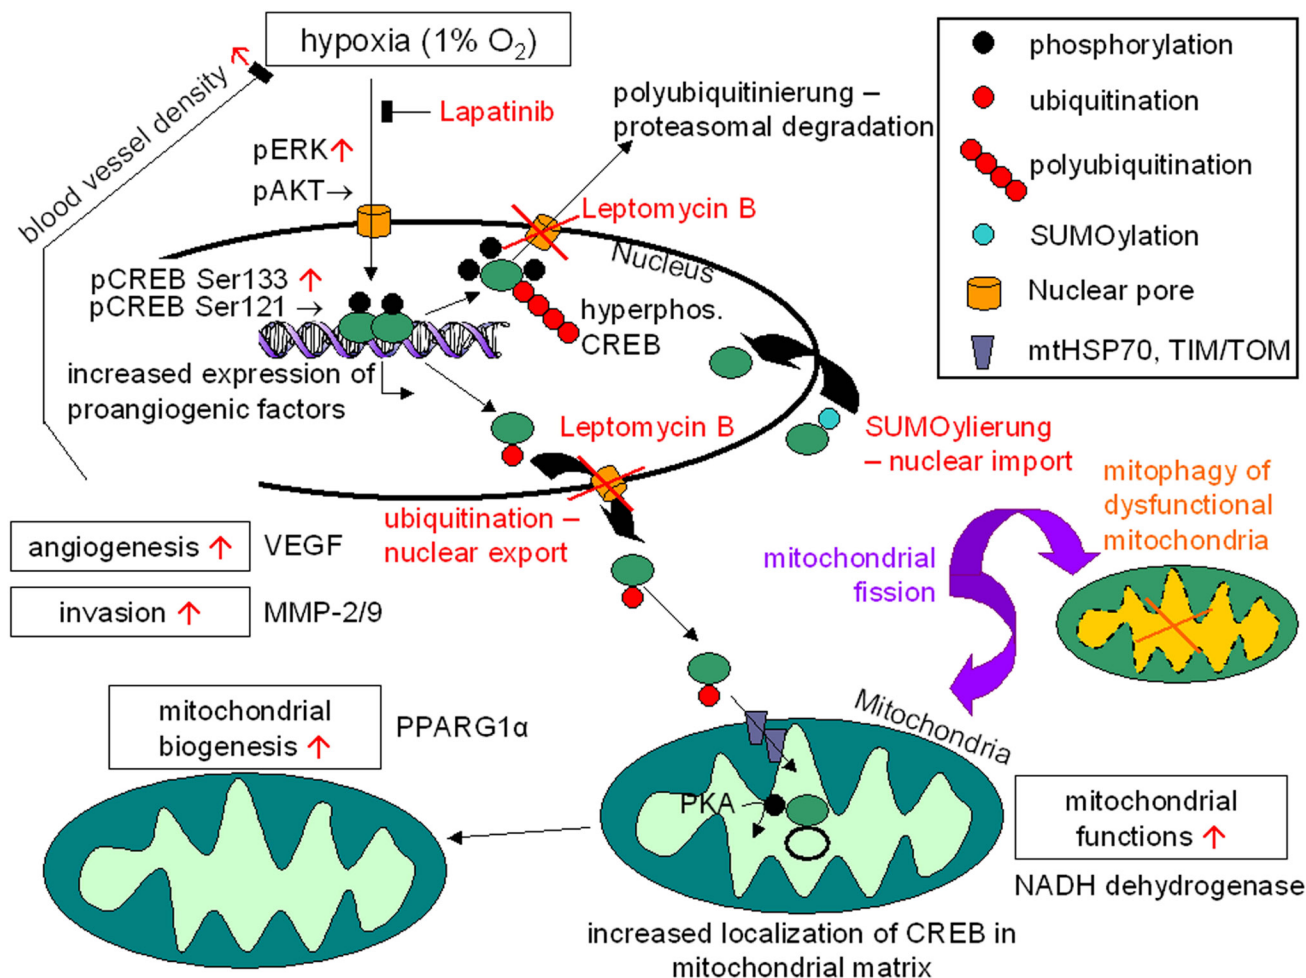 hypoxia (1% O₂)
blood vessel density ↑
Lapatinib
pERK↑
pAKT→
polyubiquitinierung –
proteasomal degradation
Leptomycin B
Nucleus
pCREB Ser133 ↑
pCREB Ser121 →
hyperphos.
CREB
increased expression of
proangiogenic factors
Leptomycin B
SUMOylierung
– nuclear import
ubiquitination –
nuclear export
angiogenesis ↑
VEGF
invasion ↑
MMP-2/9
mitochondrial
fission
mitophagy of
dysfunctional
mitochondria
mitochondrial
biogenesis ↑
PPARG1α
Mitochondria
PKA
mitochondrial
functions ↑
NADH dehydrogenase
increased localization of CREB in
mitochondrial matrix
phosphorylation
ubiquitination
polyubiquitination
SUMOylation
Nuclear pore
mtHSP70, TIM/TOM